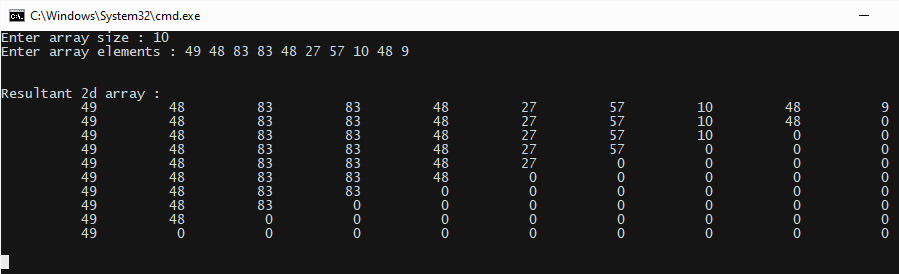 C:\Windows\System32\cmd.exe
Enter array size : 10
Enter array elements : 49 48 83 83 48 27 57 10 48 9
Resultant 2d array :
49 48 83 83 48 27 57 10 48 9
49 48 83 83 48 27 57 10 48 0
49 48 83 83 48 27 57 10 0 0
49 48 83 83 48 27 57 0 0 0
49 48 83 83 48 27 0 0 0 0
49 48 83 83 48 0 0 0 0 0
49 48 83 83 0 0 0 0 0 0
49 48 83 0 0 0 0 0 0 0
49 48 0 0 0 0 0 0 0 0
49 0 0 0 0 0 0 0 0 0